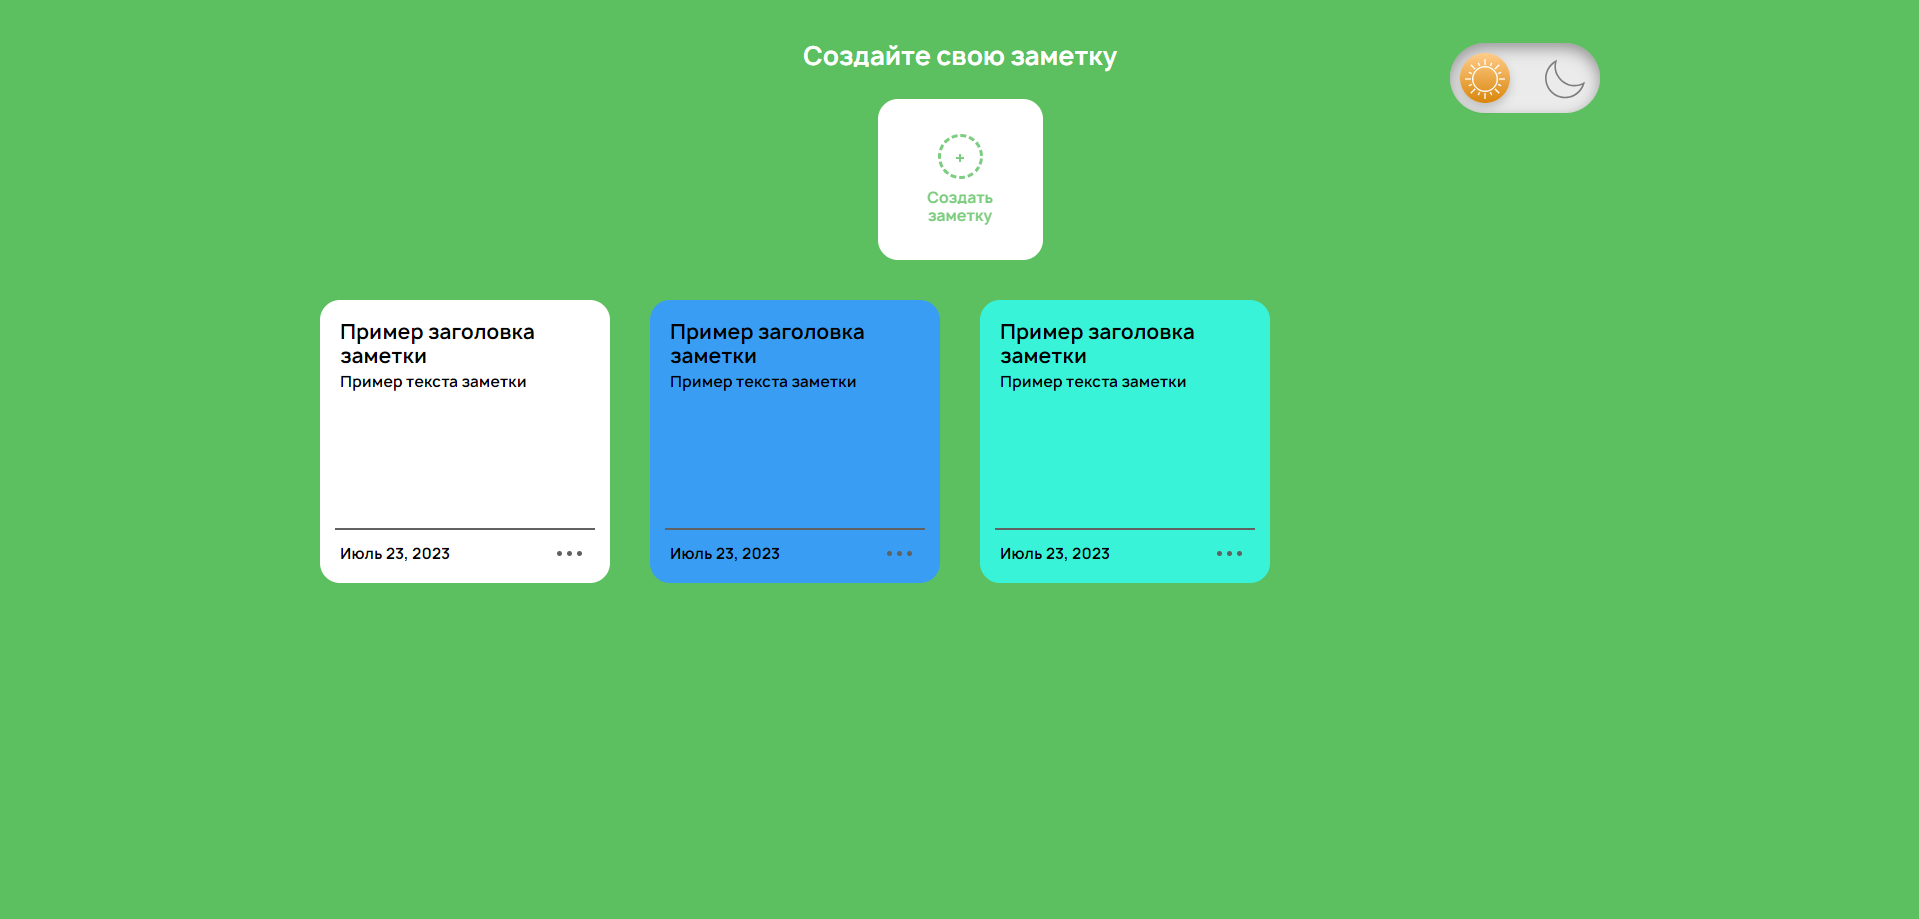 Создайте свою заметку
+
Создать
заметку
Пример заголовка
заметки
Пример текста заметки
Июль 23, 2023
Пример заголовка
заметки
Пример текста заметки
Июль 23, 2023
Пример заголовка
заметки
Пример текста заметки
Июль 23, 2023